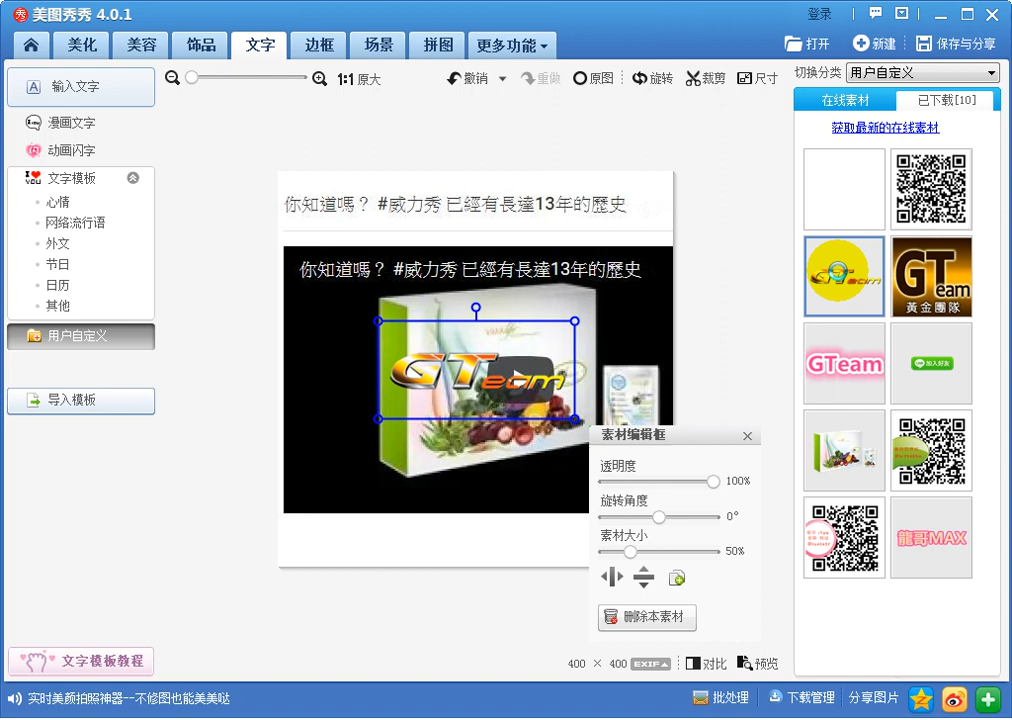 美图秀秀 4.0.1
登录
美化
美容
饰品
文字
边框
场景
拼图
更多功能
打开
新建
保存与分享
输入文字
漫画文字
动画闪字
文字模板
心情
网络流行语
外文
节日
日历
其他
用户自定义
导入模板
文字模板教程
1:1 原大
撤销
重做
原图
旋转
裁剪
尺寸
你知道嗎？ #威力秀 已經有長達13年的歷史
你知道嗎？ #威力秀 已經有長達13年的歷史
GTeam
素材编辑框
透明度
100%
旋转角度
0°
素材大小
50%
删除本素材
400 × 400 EXIF
对比
预览
切换分类
用户自定义
在线素材
已下载[10]
获取最新的在线素材
GTeam
GTeam
黃金團隊
GTeam
加入好友
龍哥MAX
实时美颜拍照神器--不修图也能美美哒
批处理
下载管理
分享图片